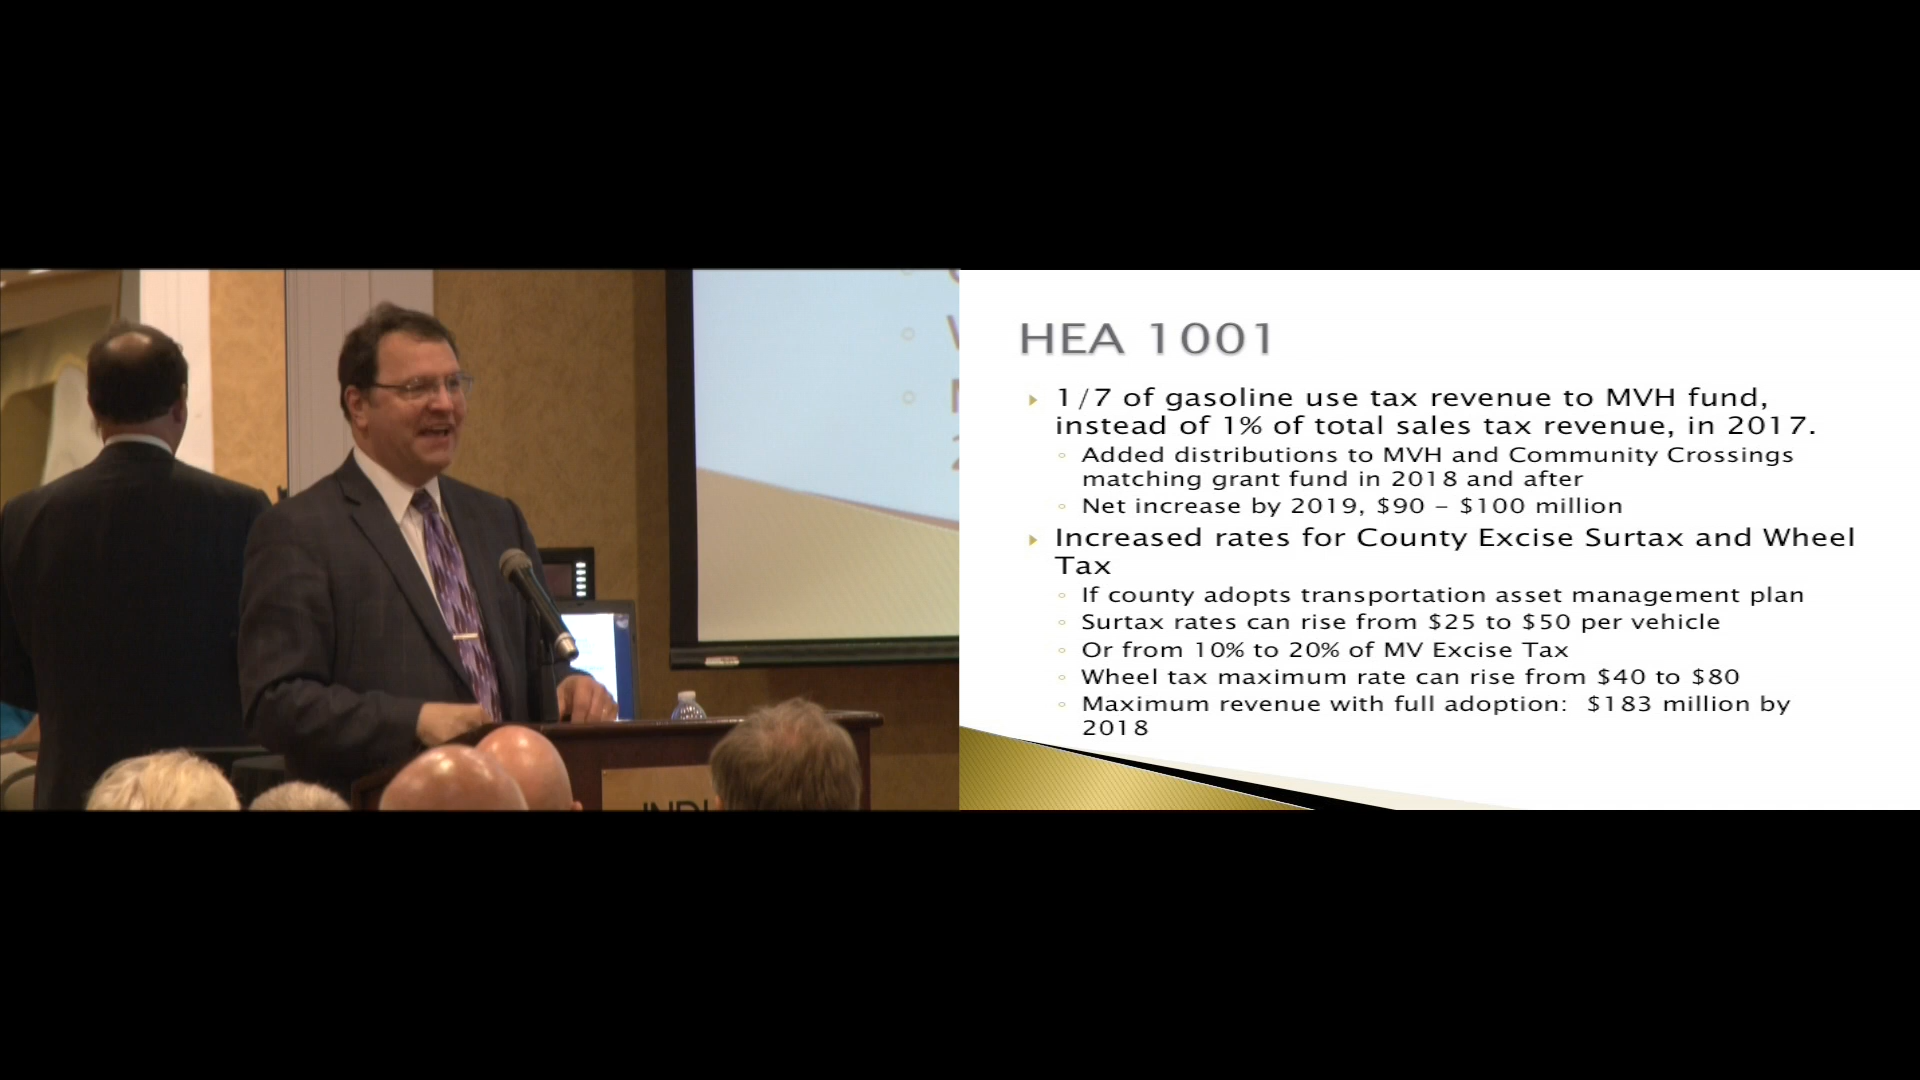 HEA 1001
1/7 of gasoline use tax revenue to MVH fund,
instead of 1% of total sales tax revenue, in 2017.
Added distributions to MVH and Community Crossings
matching grant fund in 2018 and after
Net increase by 2019, $90 – $100 million
Increased rates for County Excise Surtax and Wheel
Tax
If county adopts transportation asset management plan
Surtax rates can rise from $25 to $50 per vehicle
Or from 10% to 20% of MV Excise Tax
Wheel tax maximum rate can rise from $40 to $80
Maximum revenue with full adoption:  $183 million by
2018